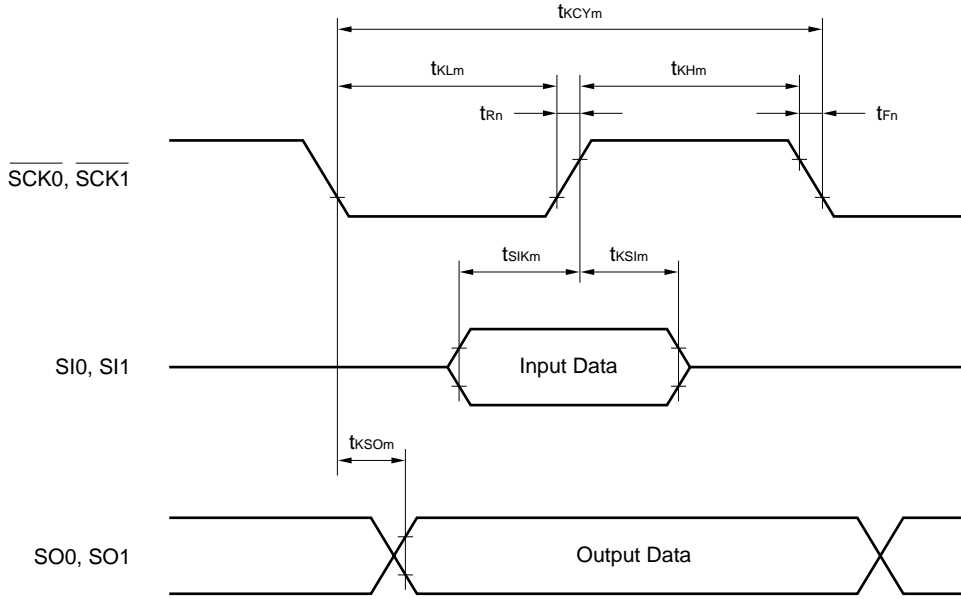 tKCYm
tKLm tKHm
tRn tFn
SCK0, SCK1
tSIKm tKSIm
SI0, SI1 Input Data
tKSOm
SO0, SO1 Output Data